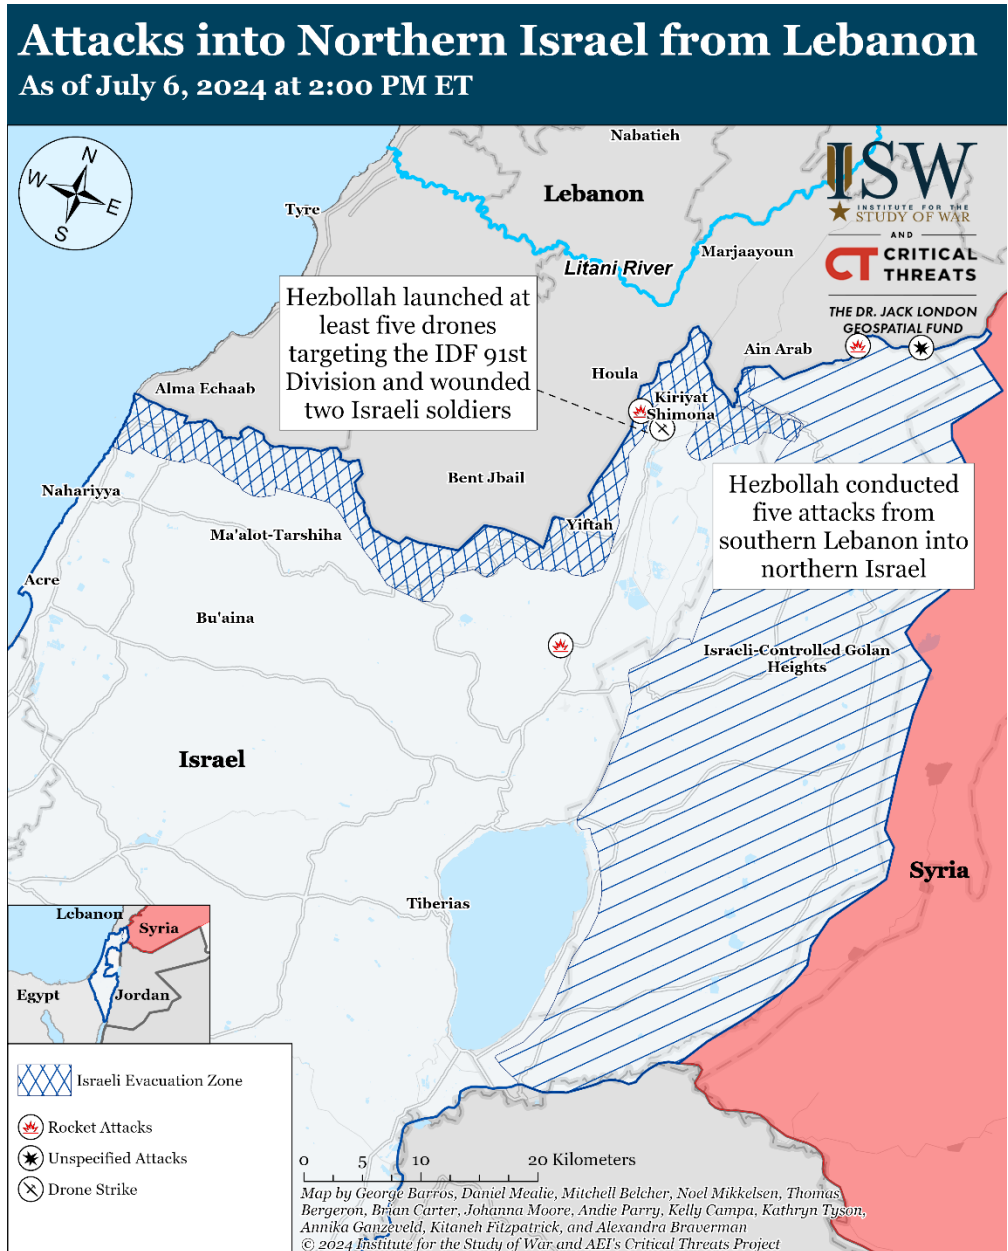 Attacks into Northern Israel from Lebanon
As of July 6, 2024 at 2:00 PM ET
N
W
E
S
Nabatieh
Lebanon
ISW
INSTITUTE FOR THE
STUDY OF WAR
AND
CT CRITICAL
THREATS
THE DR. JACK LONDON
GEOSPATIAL FUND
Tyre
Marjaayoun
Litani River
Hezbollah launched at
least five drones
targeting the IDF 91st
Division and wounded
two Israeli soldiers
Ain Arab
Houla
Alma Echaab
Kiriyat
Shimona
Bent Jbail
Hezbollah conducted
five attacks from
southern Lebanon into
northern Israel
Nahariyya
Yiftah
Ma'alot-Tarshiha
Acre
Bu'aina
Israeli-Controlled Golan
Heights
Israel
Syria
Tiberias
Lebanon
Syria
Egypt
Jordan
Israeli Evacuation Zone
Rocket Attacks
Unspecified Attacks
Drone Strike
0 5 10 20 Kilometers
Map by George Barros, Daniel Mealie, Mitchell Belcher, Noel Mikkelsen, Thomas
Bergeron, Brian Carter, Johanna Moore, Andie Parry, Kelly Campa, Kathryn Tyson,
Annika Ganzeveld, Kitaneh Fitzpatrick, and Alexandra Braverman
© 2024 Institute for the Study of War and AEI's Critical Threats Project